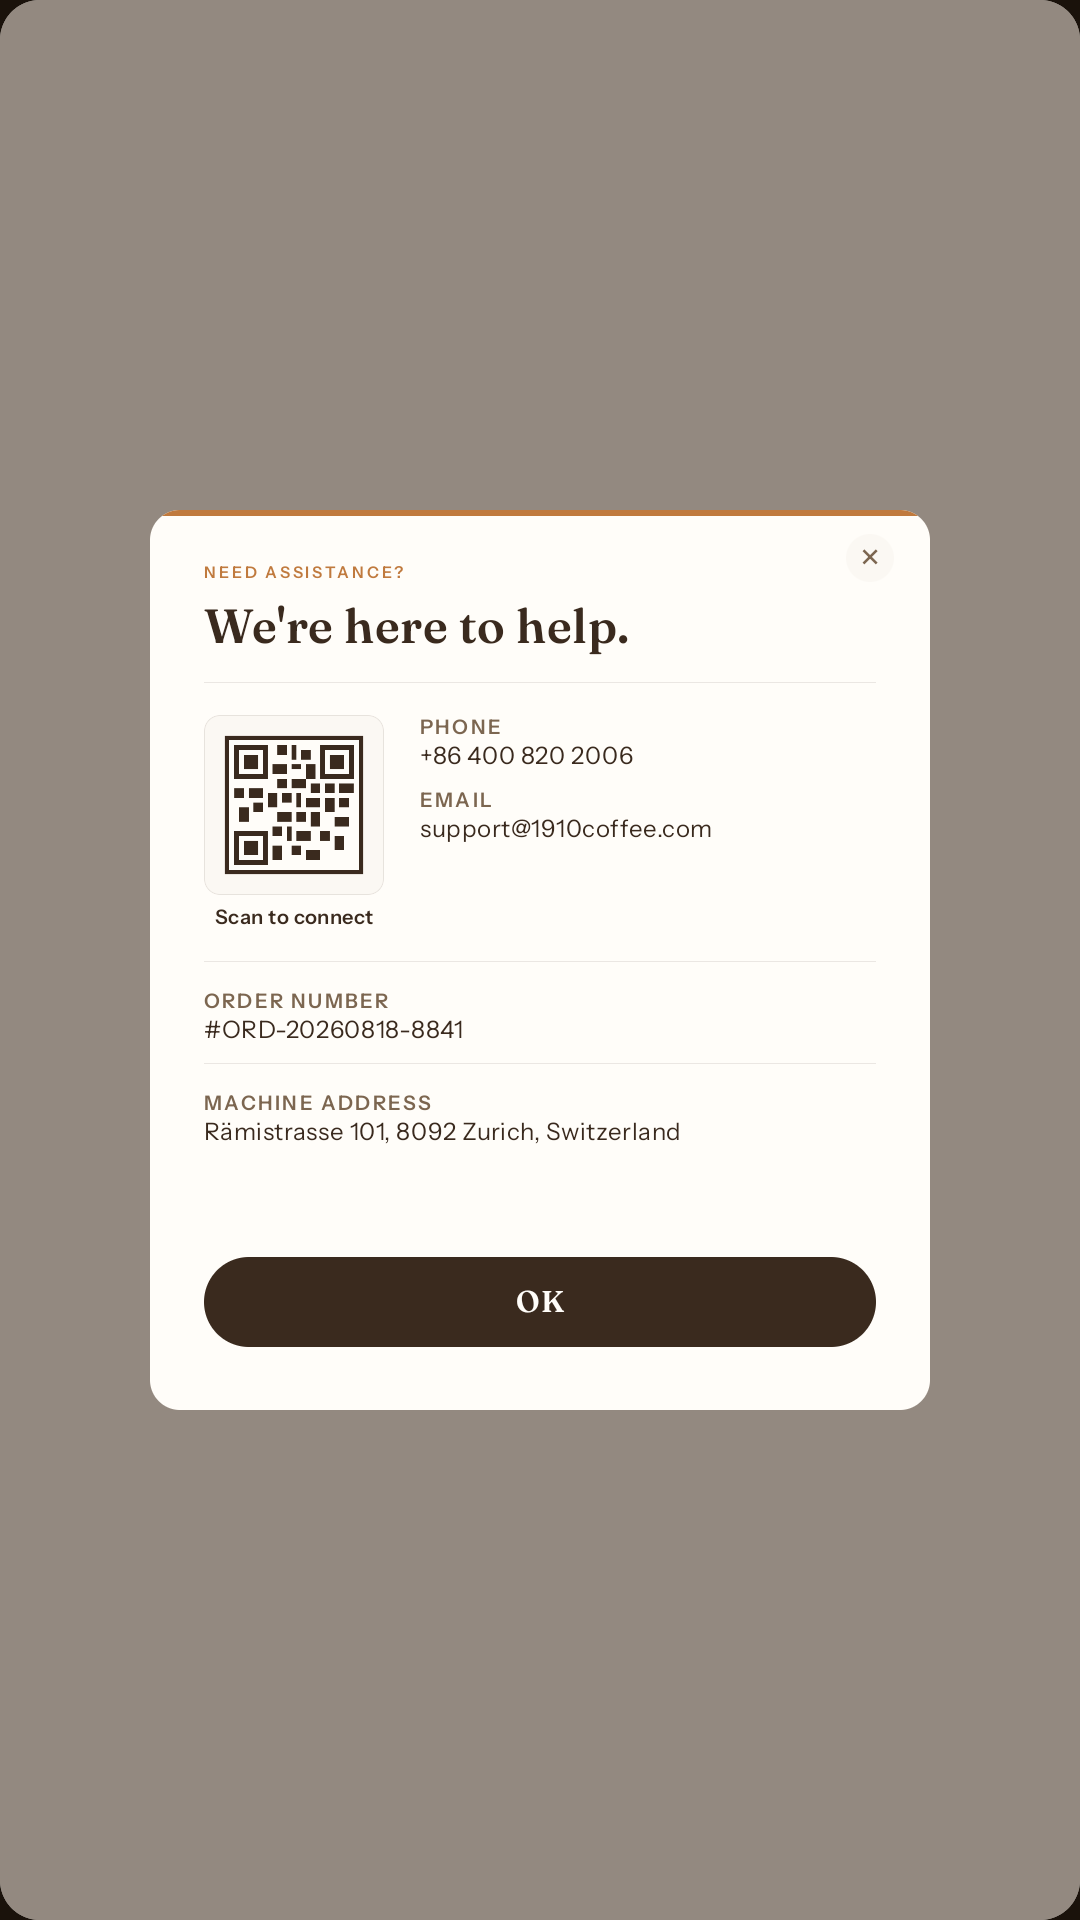 NEED ASSISTANCE?
We're here to help.
PHONE
+86 400 820 2006
EMAIL
support@1910coffee.com
Scan to connect
ORDER NUMBER
#ORD-20260818-8841
MACHINE ADDRESS
Rämistrasse 101, 8092 Zurich, Switzerland
OK